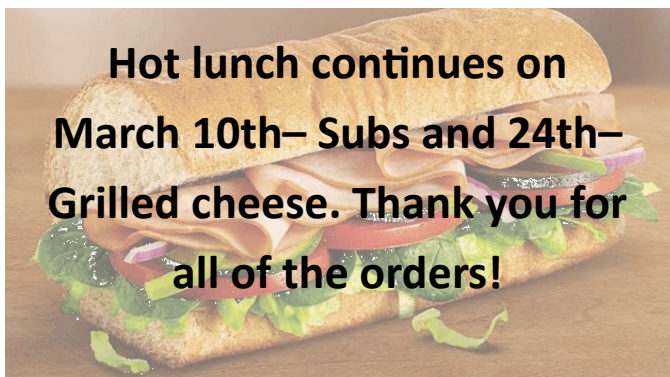 Hot lunch continues on
March 10th– Subs and 24th–
Grilled cheese. Thank you for
all of the orders!